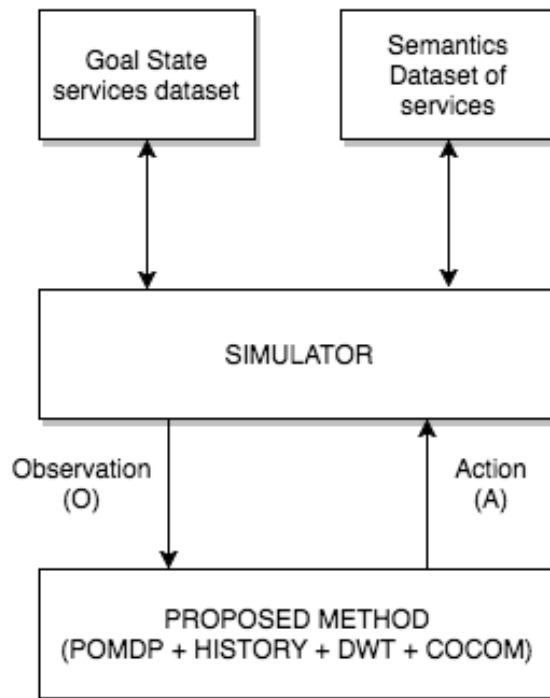 Goal State
services dataset
Semantics
Dataset of
services
SIMULATOR
Observation
(O)
Action
(A)
PROPOSED METHOD
(POMDP + HISTORY + DWT + COCOM)